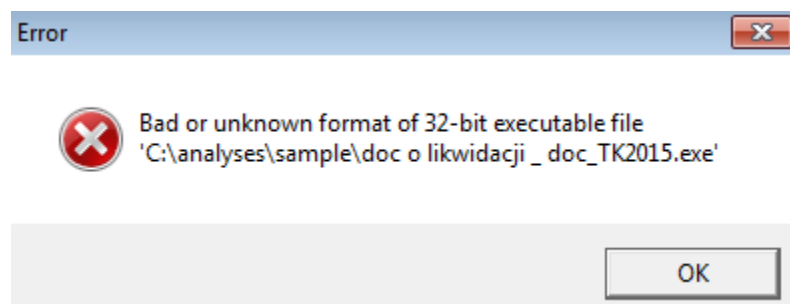 Error
Bad or unknown format of 32-bit executable file
'C:\analyses\sample\doc o likwidacji _ doc_TK2015.exe'
OK